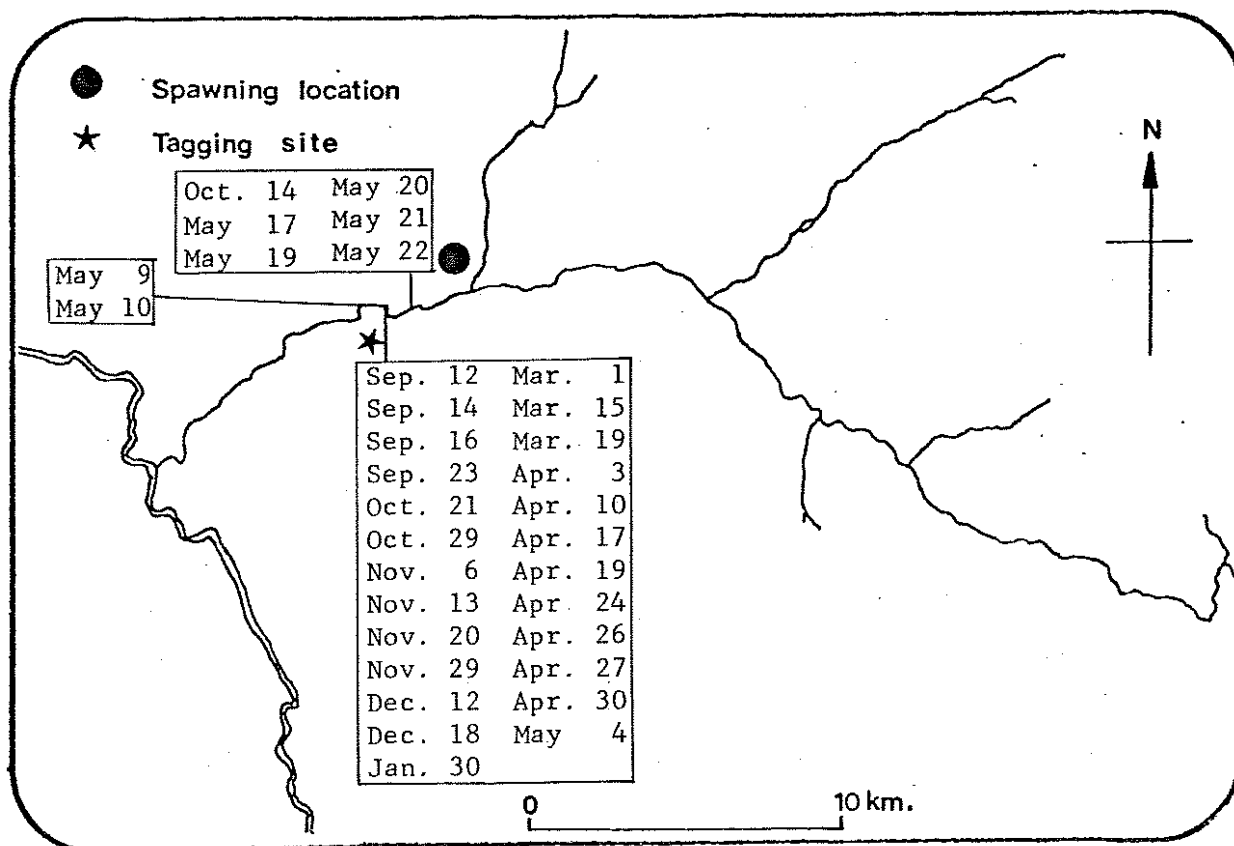 Spawning location
Tagging site
N
Oct. 14 May 20
May 17 May 21
May 19 May 22
May 9
May 10
Sep. 12 Mar. 1
Sep. 14 Mar. 15
Sep. 16 Mar. 19
Sep. 23 Apr. 3
Oct. 21 Apr. 10
Oct. 29 Apr. 17
Nov. 6 Apr. 19
Nov. 13 Apr 24
Nov. 20 Apr. 26
Nov. 29 Apr. 27
Dec. 12 Apr. 30
Dec. 18 May 4
Jan. 30
0 10 km.